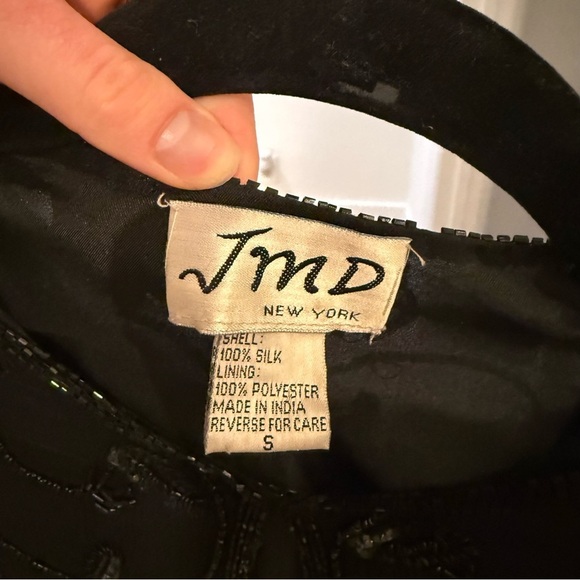 JMD
NEW YORK
SHELL:
100% SILK
LINING:
100% POLYESTER
MADE IN INDIA
REVERSE FOR CARE
S